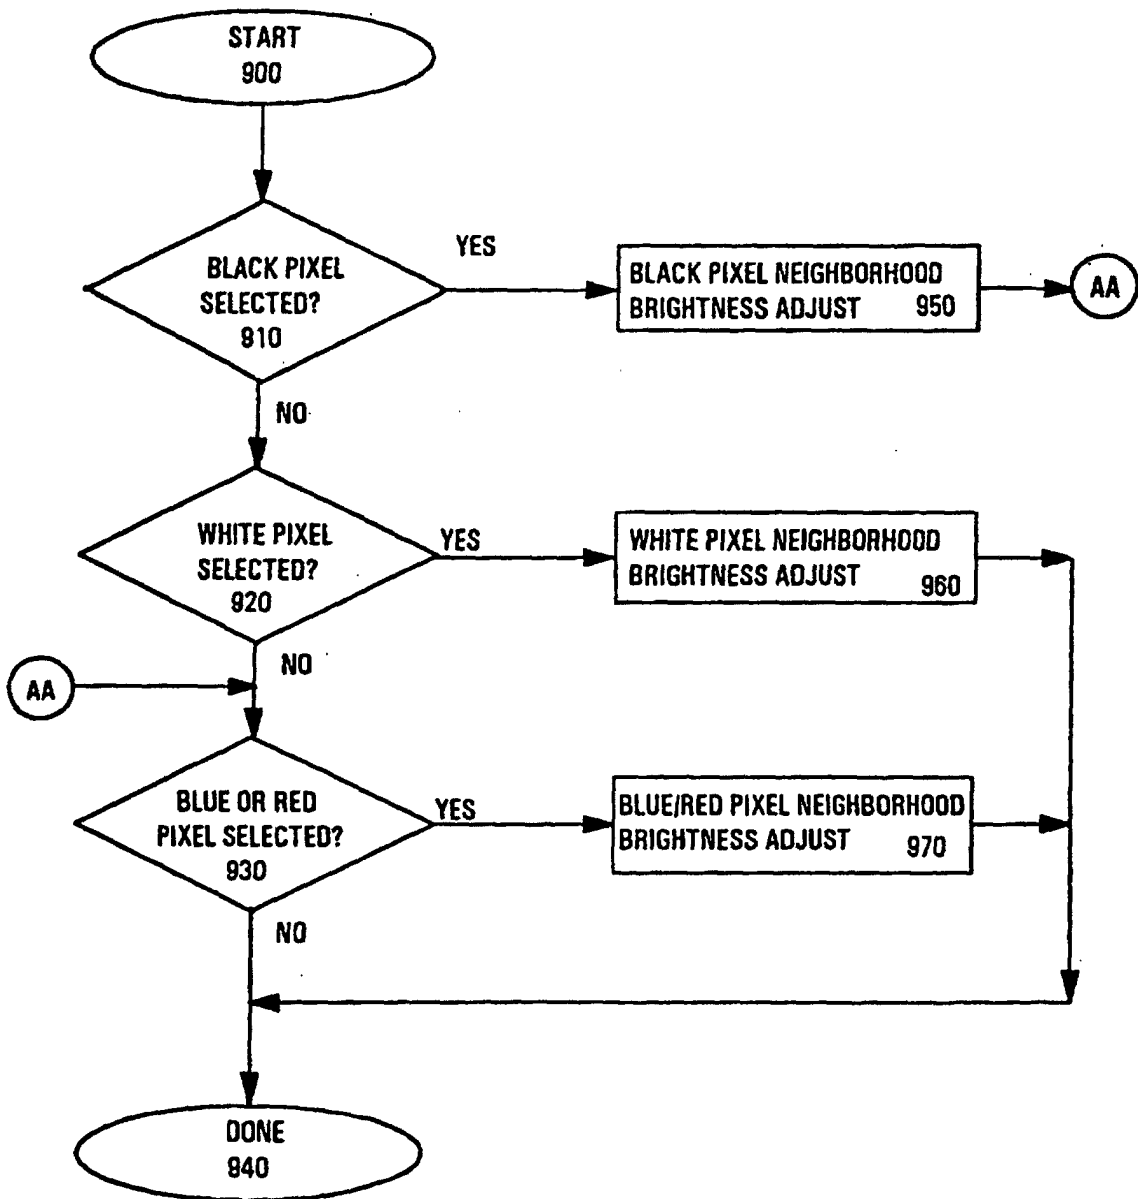 START
900
BLACK PIXEL
SELECTED?
910
YES
BLACK PIXEL NEIGHBORHOOD
BRIGHTNESS ADJUST 950
AA
NO
WHITE PIXEL
SELECTED?
920
YES
WHITE PIXEL NEIGHBORHOOD
BRIGHTNESS ADJUST 960
NO
AA
BLUE OR RED
PIXEL SELECTED?
930
YES
BLUE/RED PIXEL NEIGHBORHOOD
BRIGHTNESS ADJUST 970
NO
DONE
940